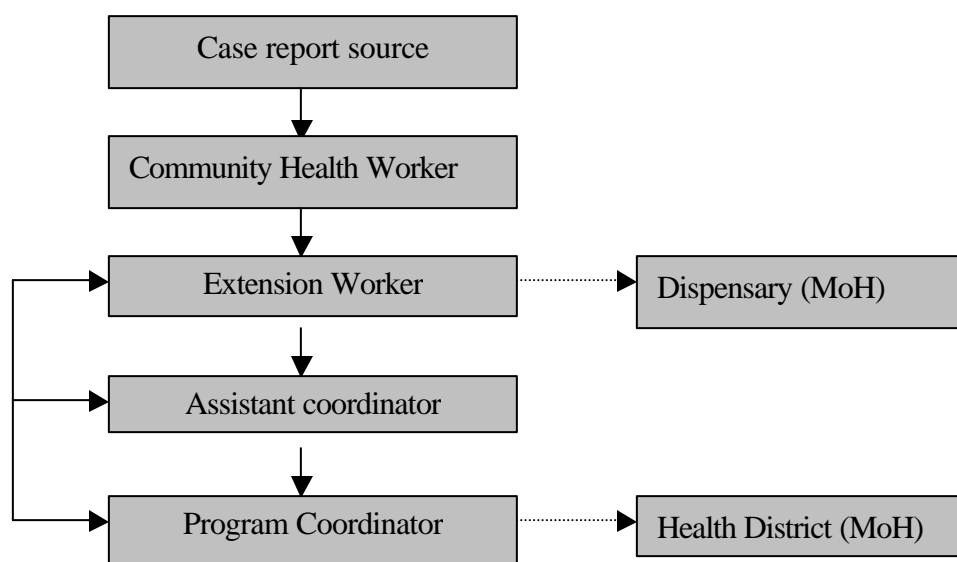 Case report source
Community Health Worker
Extension Worker
Dispensary (MoH)
Assistant coordinator
Program Coordinator
Health District (MoH)